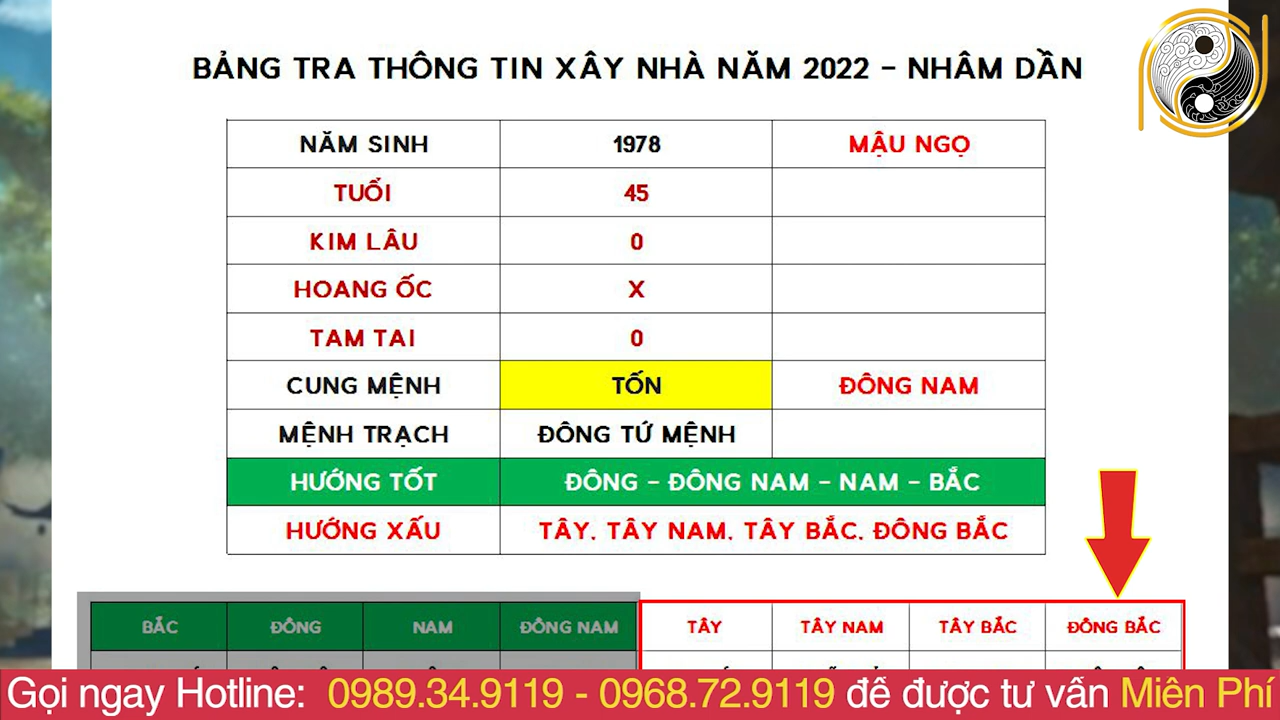 BẢNG TRA THÔNG TIN XÂY NHÀ NĂM 2022 - NHÂM DẦN
NĂM SINH 1978 MẬU NGỌ
TUỔI 45
KIM LÂU 0
HOANG ỐC X
TAM TAI 0
CUNG MỆNH TỐN ĐÔNG NAM
MỆNH TRẠCH ĐÔNG TỨ MỆNH
HƯỚNG TỐT ĐÔNG - ĐÔNG NAM - NAM - BẮC
HƯỚNG XẤU TÂY, TÂY NAM, TÂY BẮC, ĐÔNG BẮC
BẮC ĐÔNG NAM ĐÔNG NAM TÂY TÂY NAM TÂY BẮC ĐÔNG BẮC
Gọi ngay Hotline: 0989.34.9119 - 0968.72.9119 để được tư vấn Miễn Phí